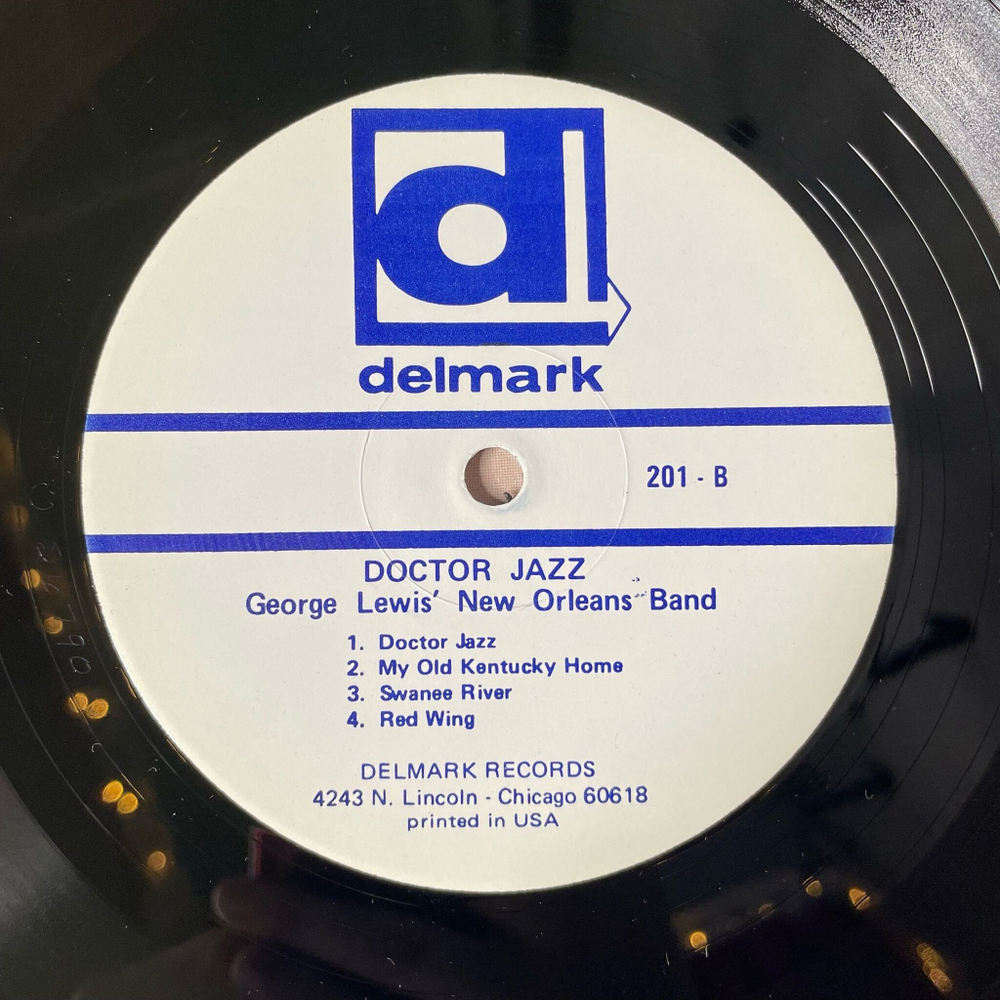 dl
delmark
201 - B
DOCTOR JAZZ
George Lewis' New Orleans Band
1. Doctor Jazz
2. My Old Kentucky Home
3. Swanee River
4. Red Wing
DELMARK RECORDS
4243 N. Lincoln - Chicago 60618
printed in USA